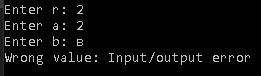 Enter r: 2
Enter a: 2
Enter b: в
Wrong value: Input/output error